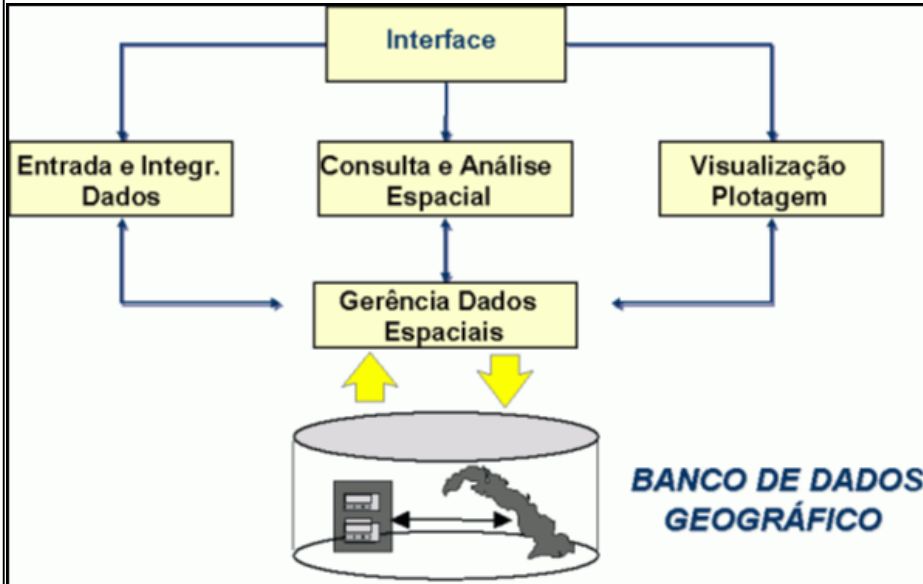 Interface
Entrada e Integr.
Dados
Consulta e Análise
Espacial
Visualização
Plotagem
Gerência Dados
Espaciais
BANCO DE DADOS
GEOGRÁFICO